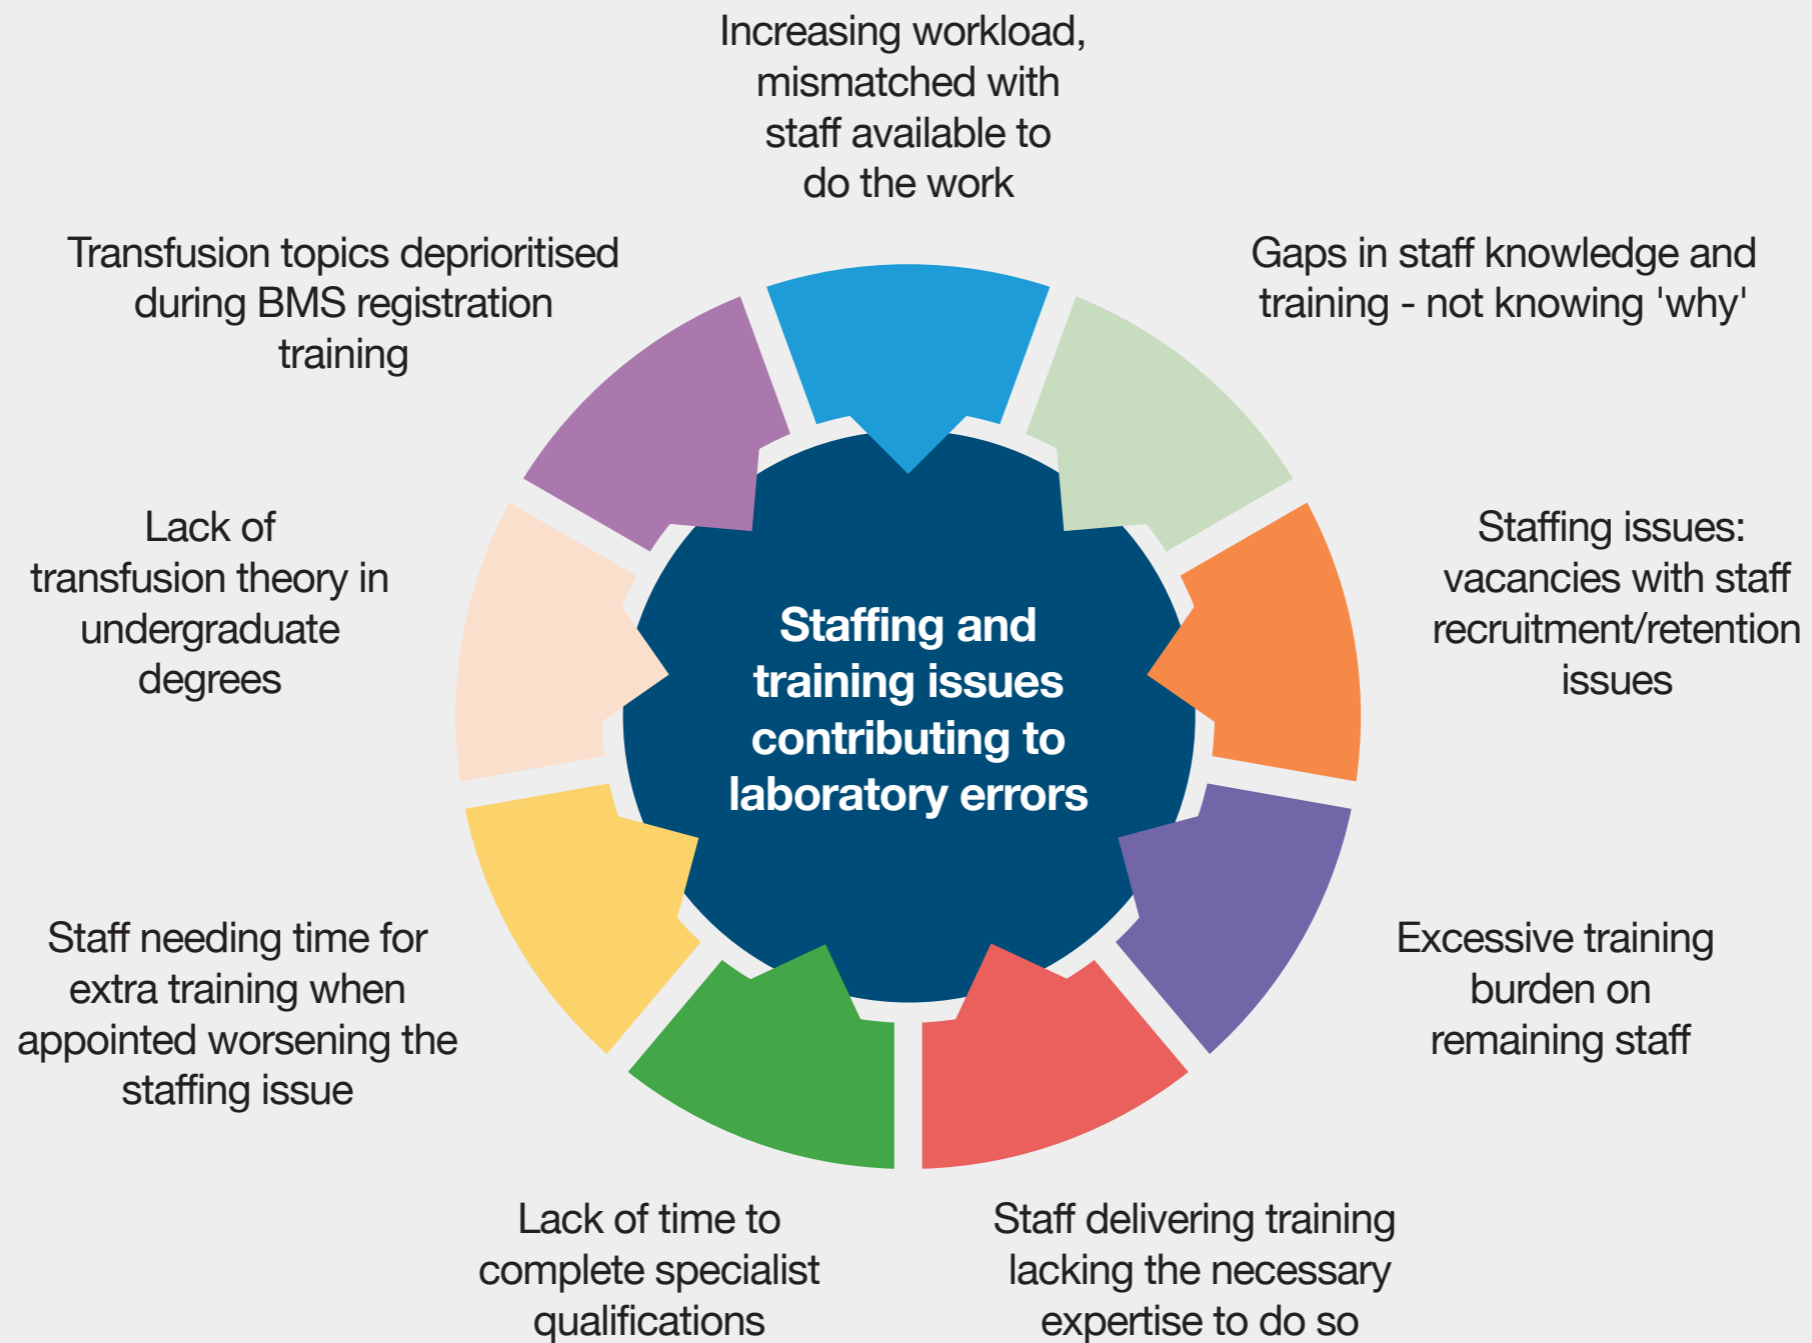 Increasing workload,
mismatched with
staff available to
do the work
Gaps in staff knowledge and
training - not knowing 'why'
Staffing issues:
vacancies with staff
recruitment/retention
issues
Excessive training
burden on
remaining staff
Staff delivering training
lacking the necessary
expertise to do so
Lack of time to
complete specialist
qualifications
Staff needing time for
extra training when
appointed worsening the
staffing issue
Lack of
transfusion theory in
undergraduate
degrees
Transfusion topics deprioritised
during BMS registration
training
Staffing and
training issues
contributing to
laboratory errors